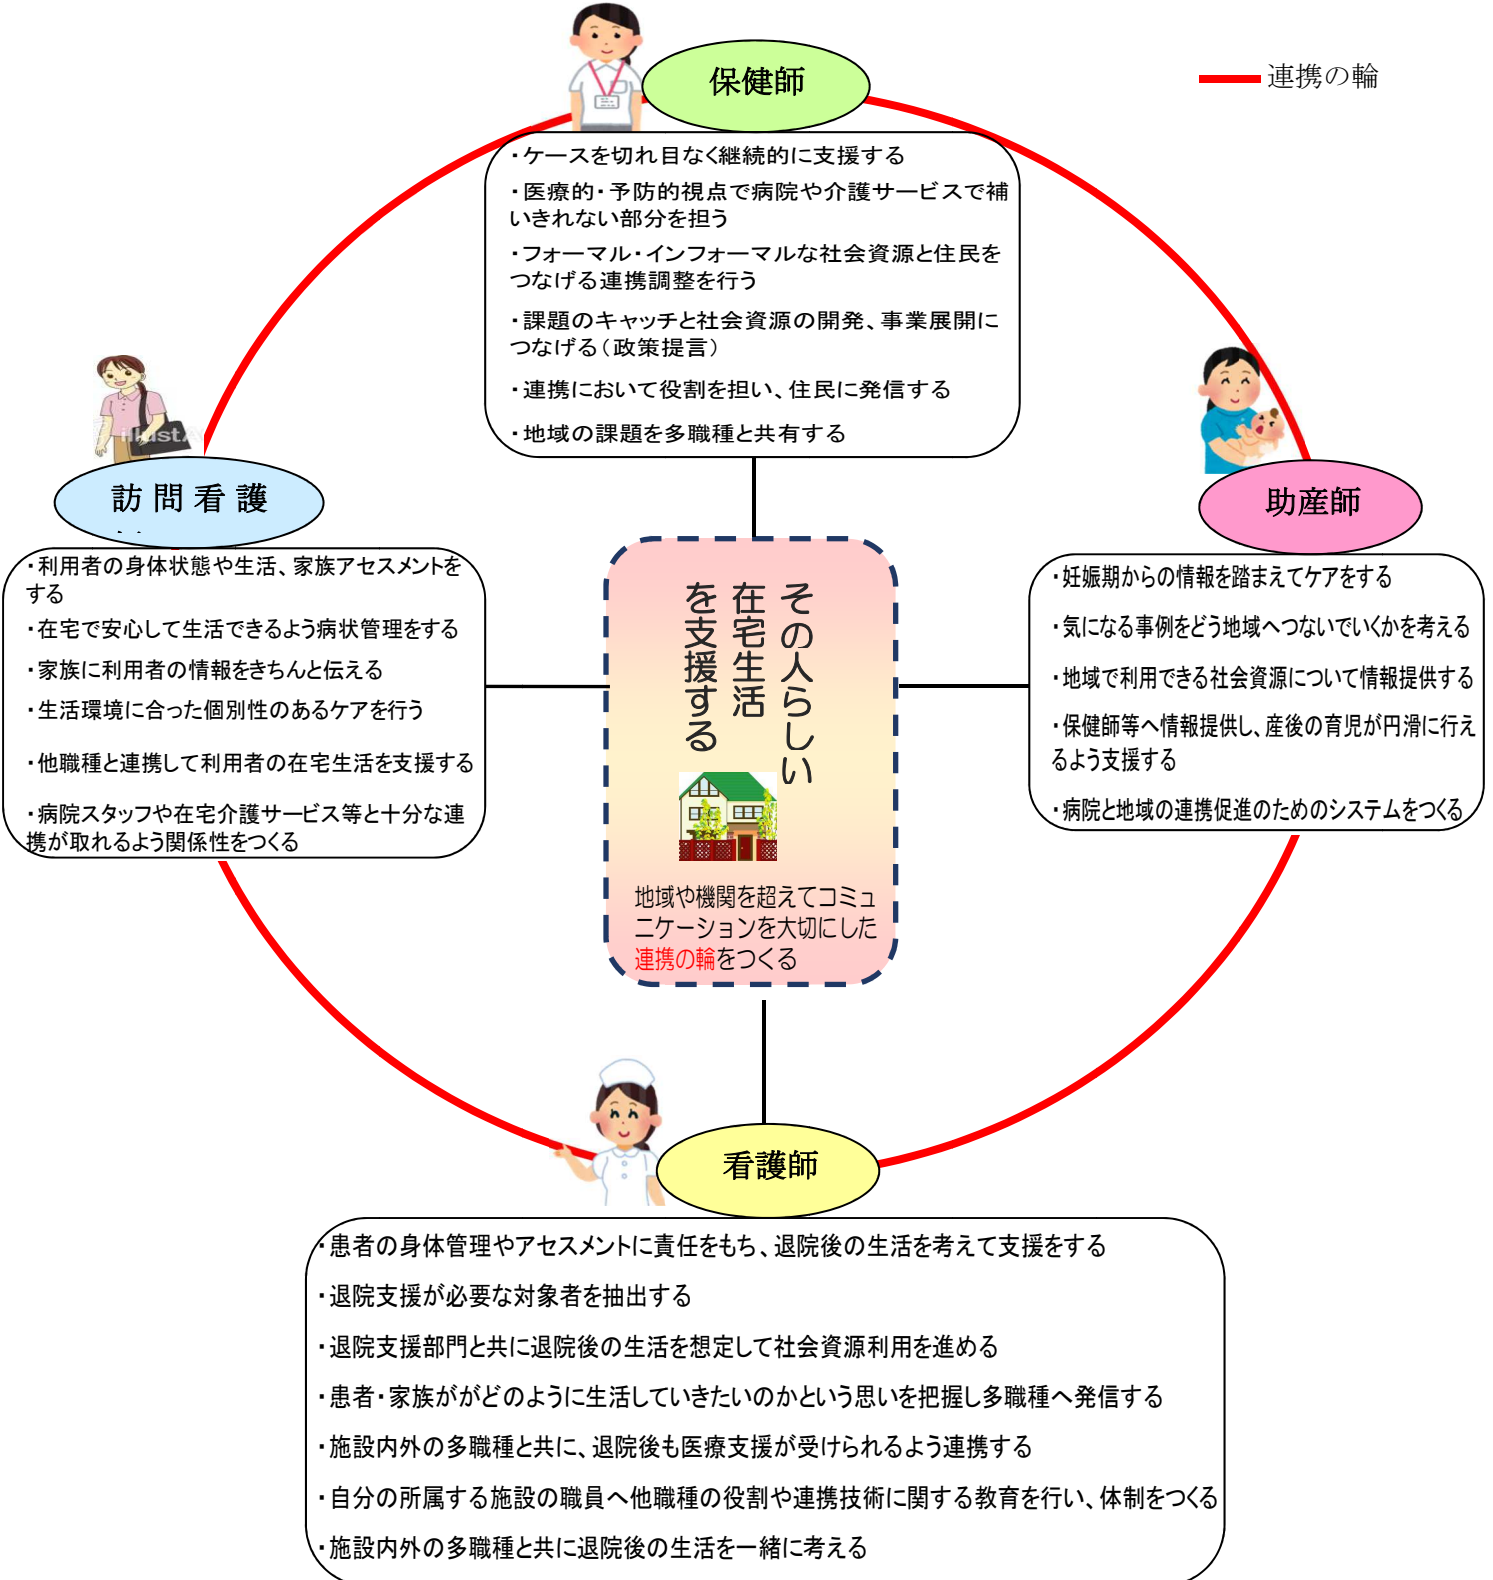 連携の輪
保健師
・ケースを切れ目なく継続的に支援する
・医療的・予防的視点で病院や介護サービスで補
いきれない部分を担う
・フォーマル・インフォーマルな社会資源と住民を
つなげる連携調整を行う
・課題のキャッチと社会資源の開発、事業展開に
つなげる（政策提言）
・連携において役割を担い、住民に発信する
・地域の課題を多職種と共有する
訪問看護
・利用者の身体状態や生活、家族アセスメントを
する
・在宅で安心して生活できるよう病状管理をする
・家族に利用者の情報をきちんと伝える
・生活環境に合った個別性のあるケアを行う
・他職種と連携して利用者の在宅生活を支援する
・病院スタッフや在宅介護サービス等と十分な連
携が取れるよう関係性をつくる
その人らしい
在宅生活
を支援する
地域や機関を超えてコミュ
ニケーションを大切にした
連携の輪をつくる
助産師
・妊娠期からの情報を踏まえてケアをする
・気になる事例をどう地域へつないでいくかを考える
・地域で利用できる社会資源について情報提供する
・保健師等へ情報提供し、産後の育児が円滑に行え
るよう支援する
・病院と地域の連携促進のためのシステムをつくる
看護師
・患者の身体管理やアセスメントに責任をもち、退院後の生活を考えて支援をする
・退院支援が必要な対象者を抽出する
・退院支援部門と共に退院後の生活を想定して社会資源利用を進める
・患者・家族ががどのように生活していきたいのかという思いを把握し多職種へ発信する
・施設内外の多職種と共に、退院後も医療支援が受けられるよう連携する
・自分の所属する施設の職員へ他職種の役割や連携技術に関する教育を行い、体制をつくる
・施設内外の多職種と共に退院後の生活を一緒に考える